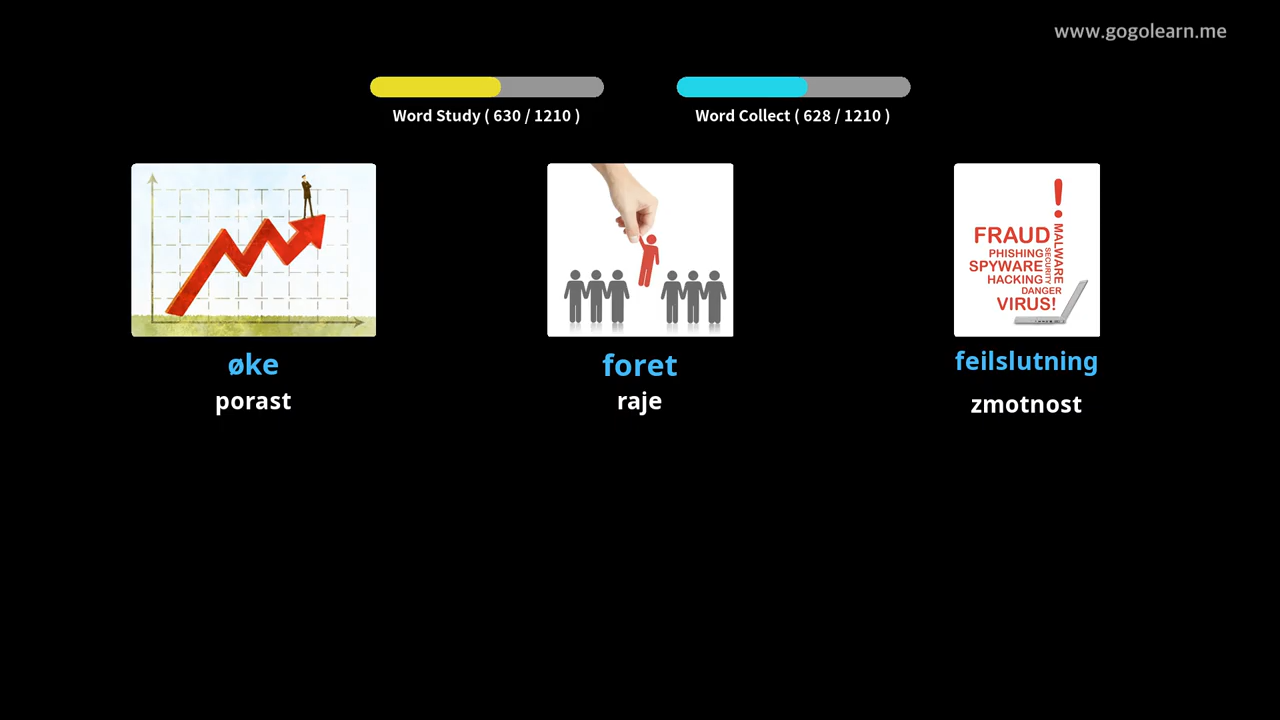 www.gogolearn.me
Word Study ( 630 / 1210 )
Word Collect ( 628 / 1210 )
FRAUD
PHISHING
SPYWARE
HACKING
DANGER
VIRUS!
SECURITY
MALWARE
!
øke
foret
feilslutning
porast
raje
zmotnost